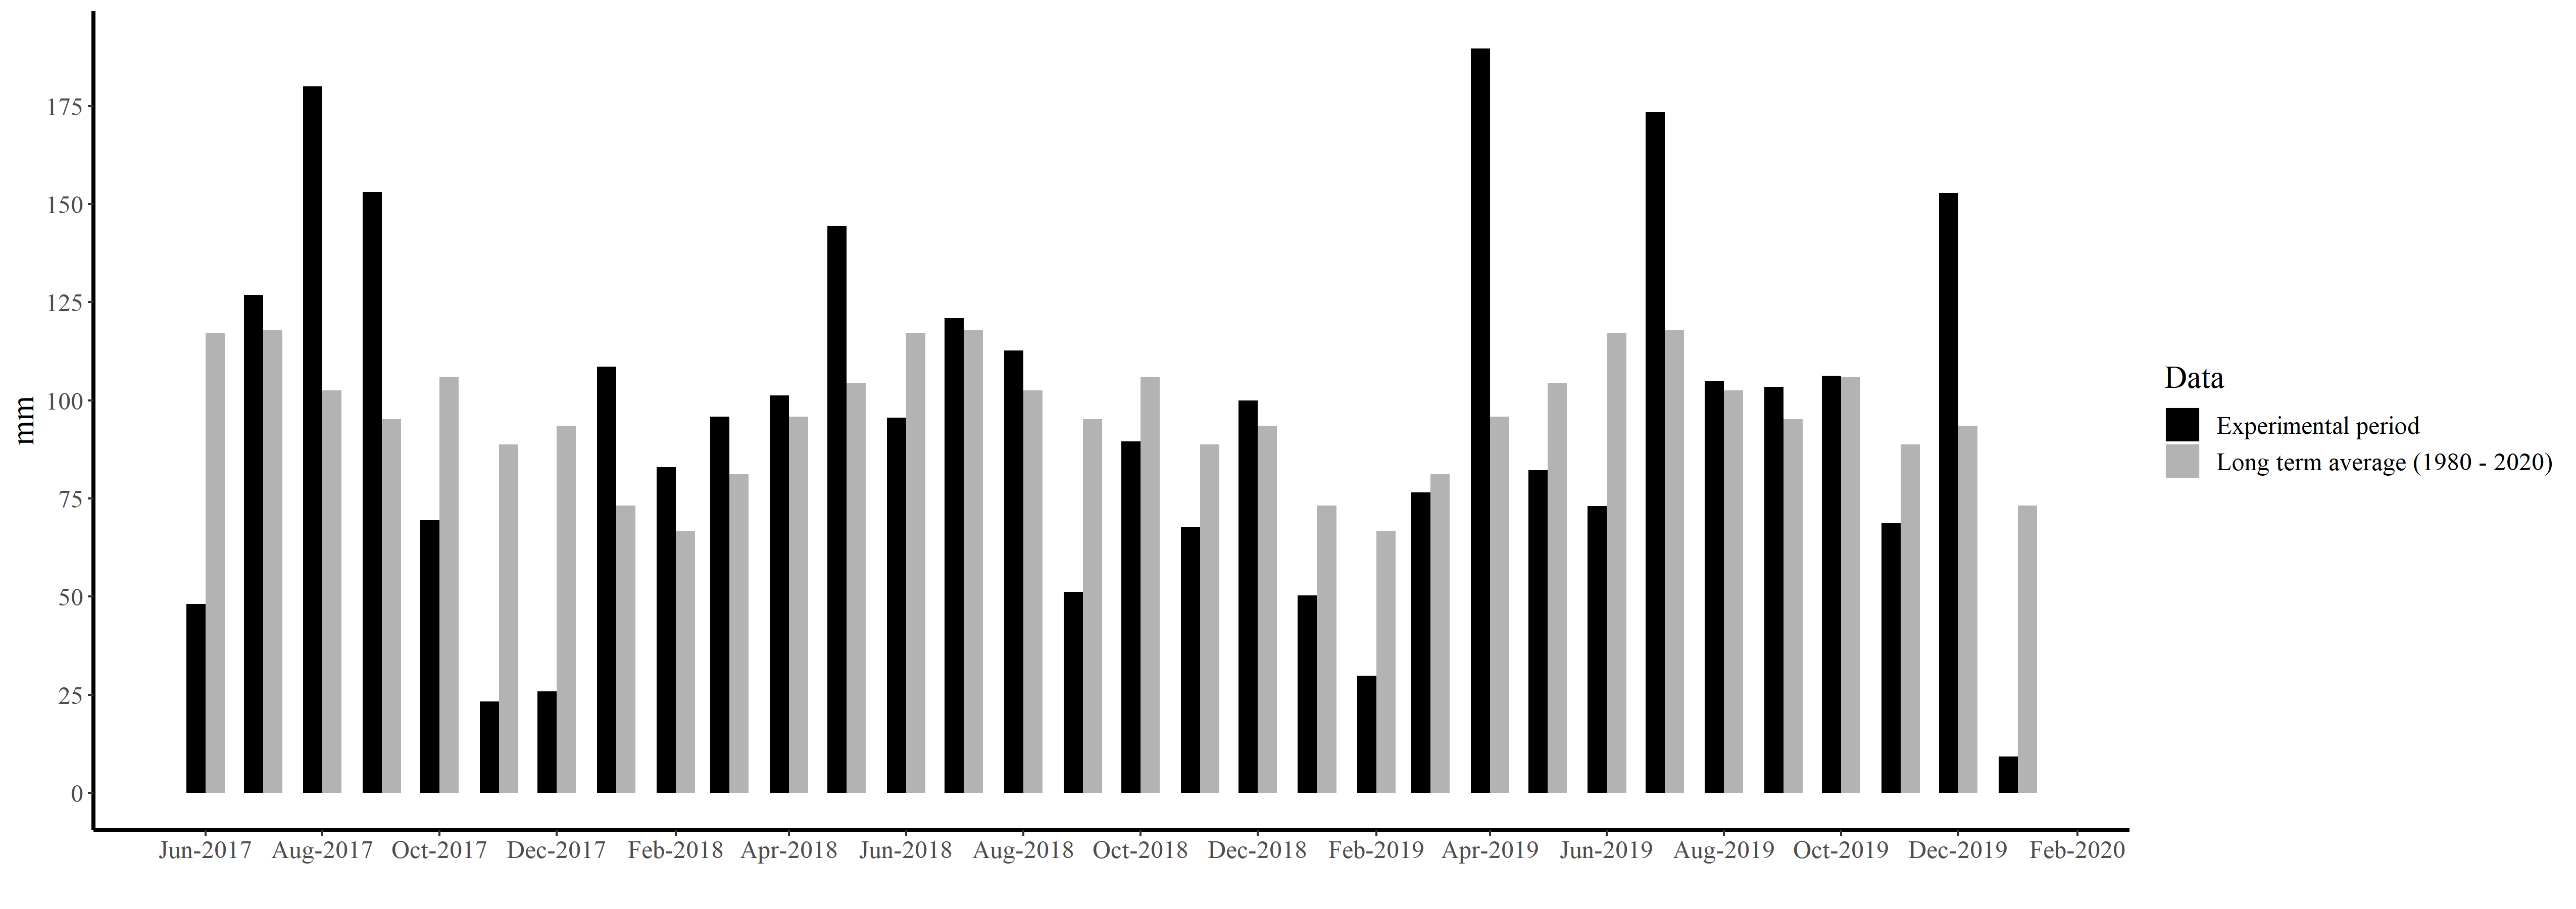 mm
175
150
125
100
75
50
25
0
Jun-2017 Aug-2017 Oct-2017 Dec-2017 Feb-2018 Apr-2018 Jun-2018 Aug-2018 Oct-2018 Dec-2018 Feb-2019 Apr-2019 Jun-2019 Aug-2019 Oct-2019 Dec-2019 Feb-2020
Data
Experimental period
Long term average (1980 - 2020)